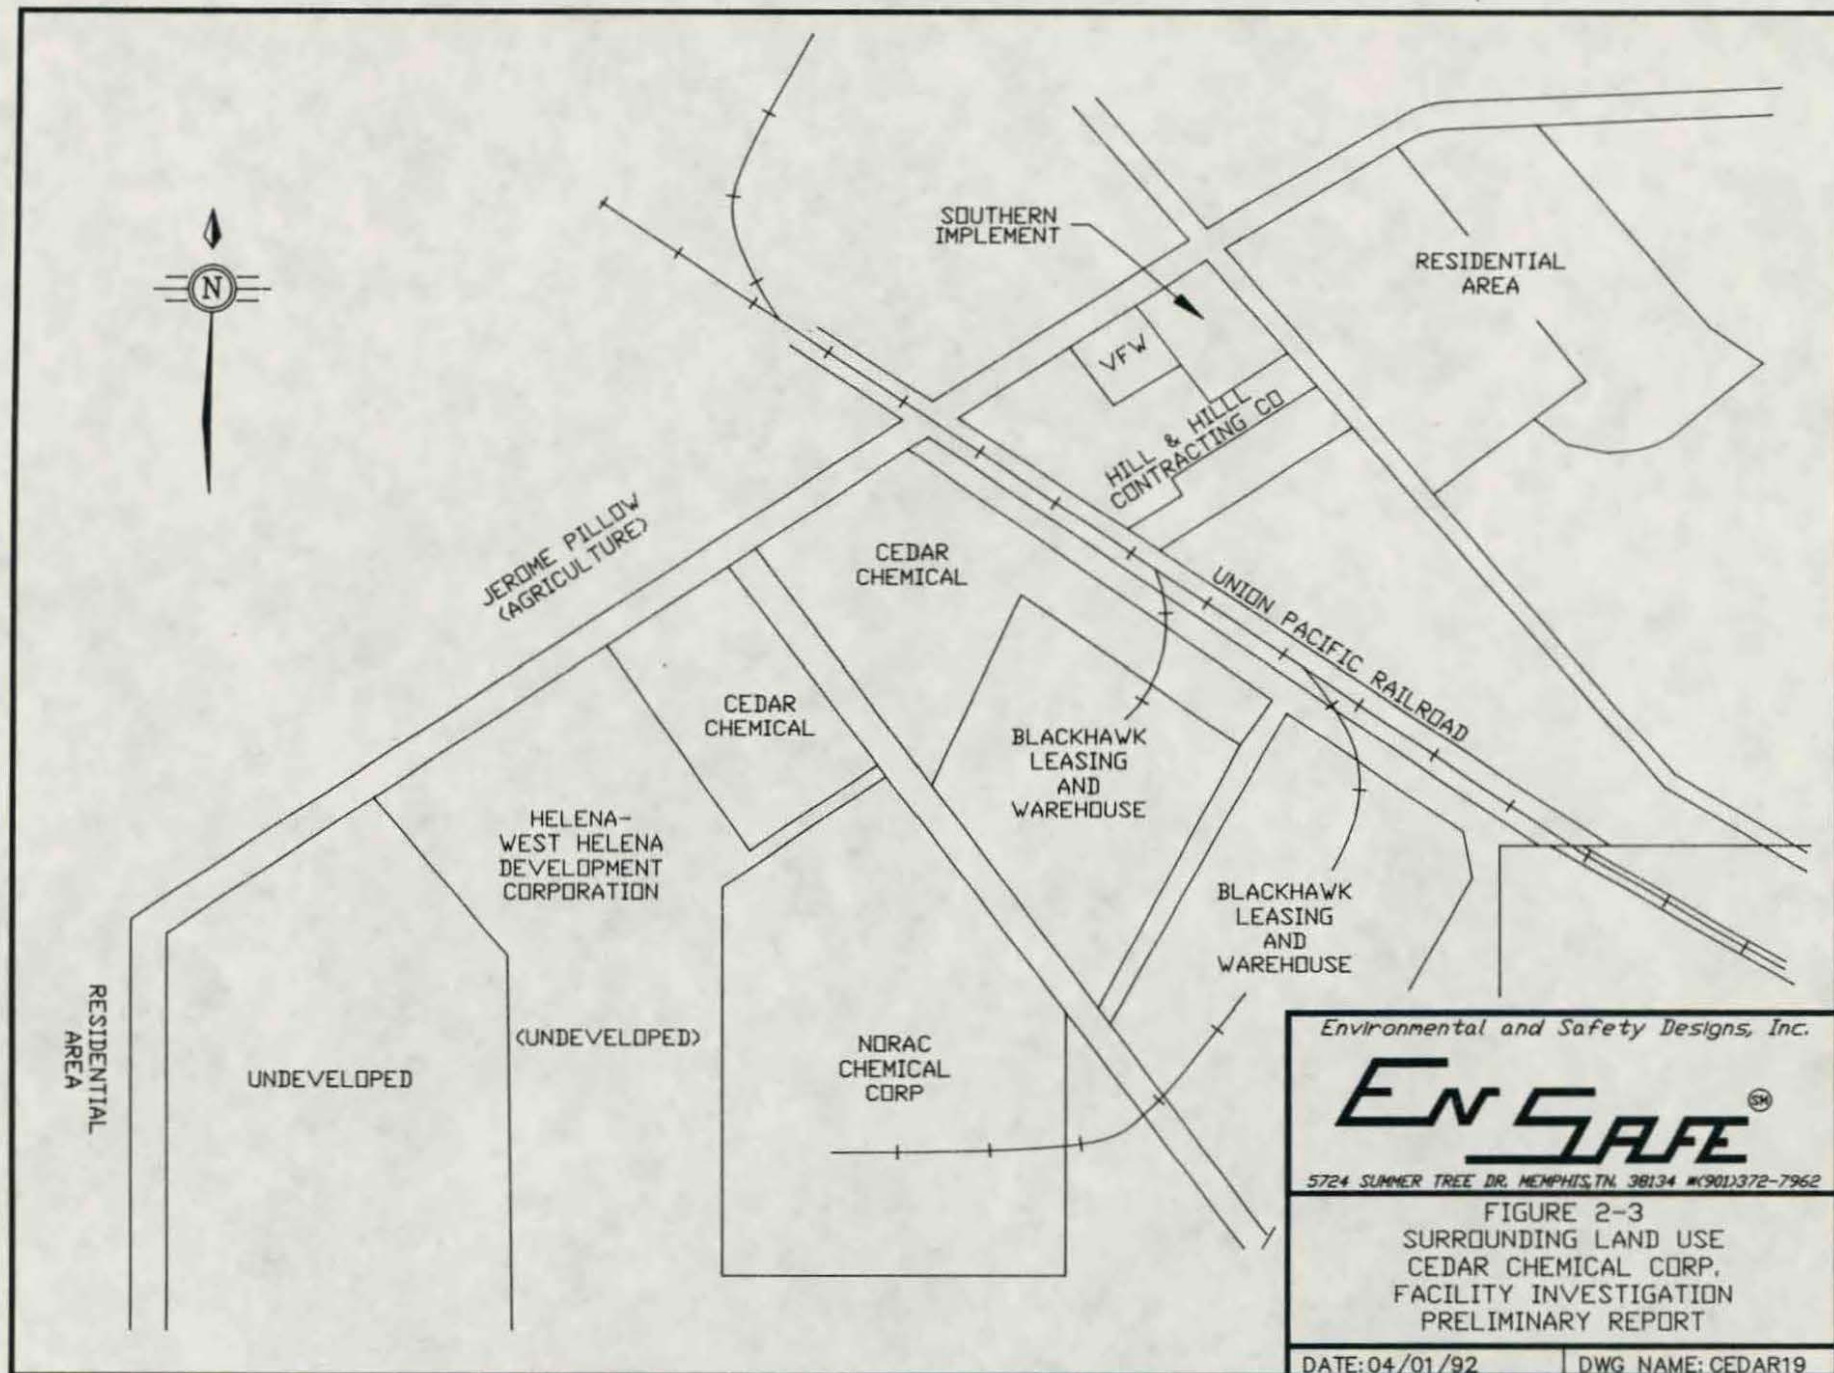 SOUTHERN
IMPLEMENT
RESIDENTIAL
AREA
N
VFW
HILL & HILLL
CONTRACTING CO
JEROME PILLOW
(AGRICULTURE)
CEDAR
CHEMICAL
UNION PACIFIC RAILROAD
CEDAR
CHEMICAL
BLACKHAWK
LEASING
AND
WAREHOUSE
HELENA-
WEST HELENA
DEVELOPMENT
CORPORATION
BLACKHAWK
LEASING
AND
WAREHOUSE
RESIDENTIAL
AREA
(UNDEVELOPED)
UNDEVELOPED
NORAC
CHEMICAL
CORP
Environmental and Safety Designs, Inc.
ENSAFE SM
5724 SUMMER TREE DR. MEMPHIS,TN. 38134 #(901)372-7962
FIGURE 2-3
SURROUNDING LAND USE
CEDAR CHEMICAL CORP.
FACILITY INVESTIGATION
PRELIMINARY REPORT
DATE:04/01/92
DWG NAME: CEDAR19